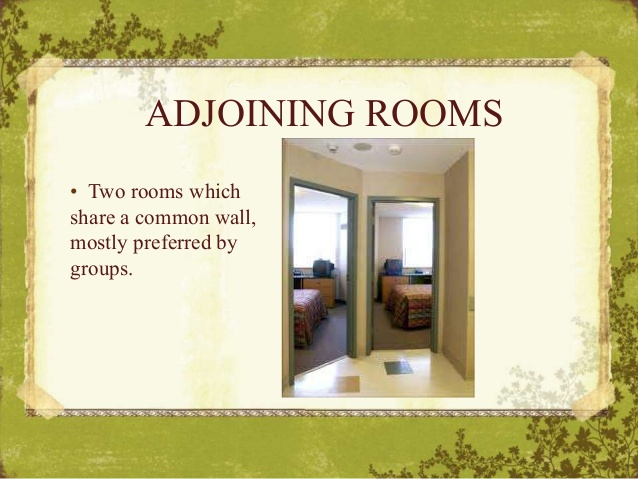 ADJOINING ROOMS
• Two rooms which
share a common wall,
mostly preferred by
groups.